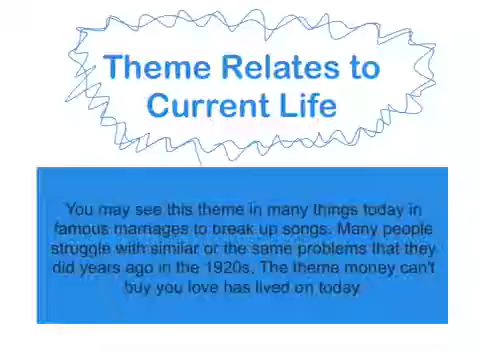 Theme Relates to
Current Life
You may see this theme in many things today in
famous marriages to break up songs. Many people
struggle with similar or the same problems that they
did years ago in the 1920s. The theme money can't
buy you love has lived on today